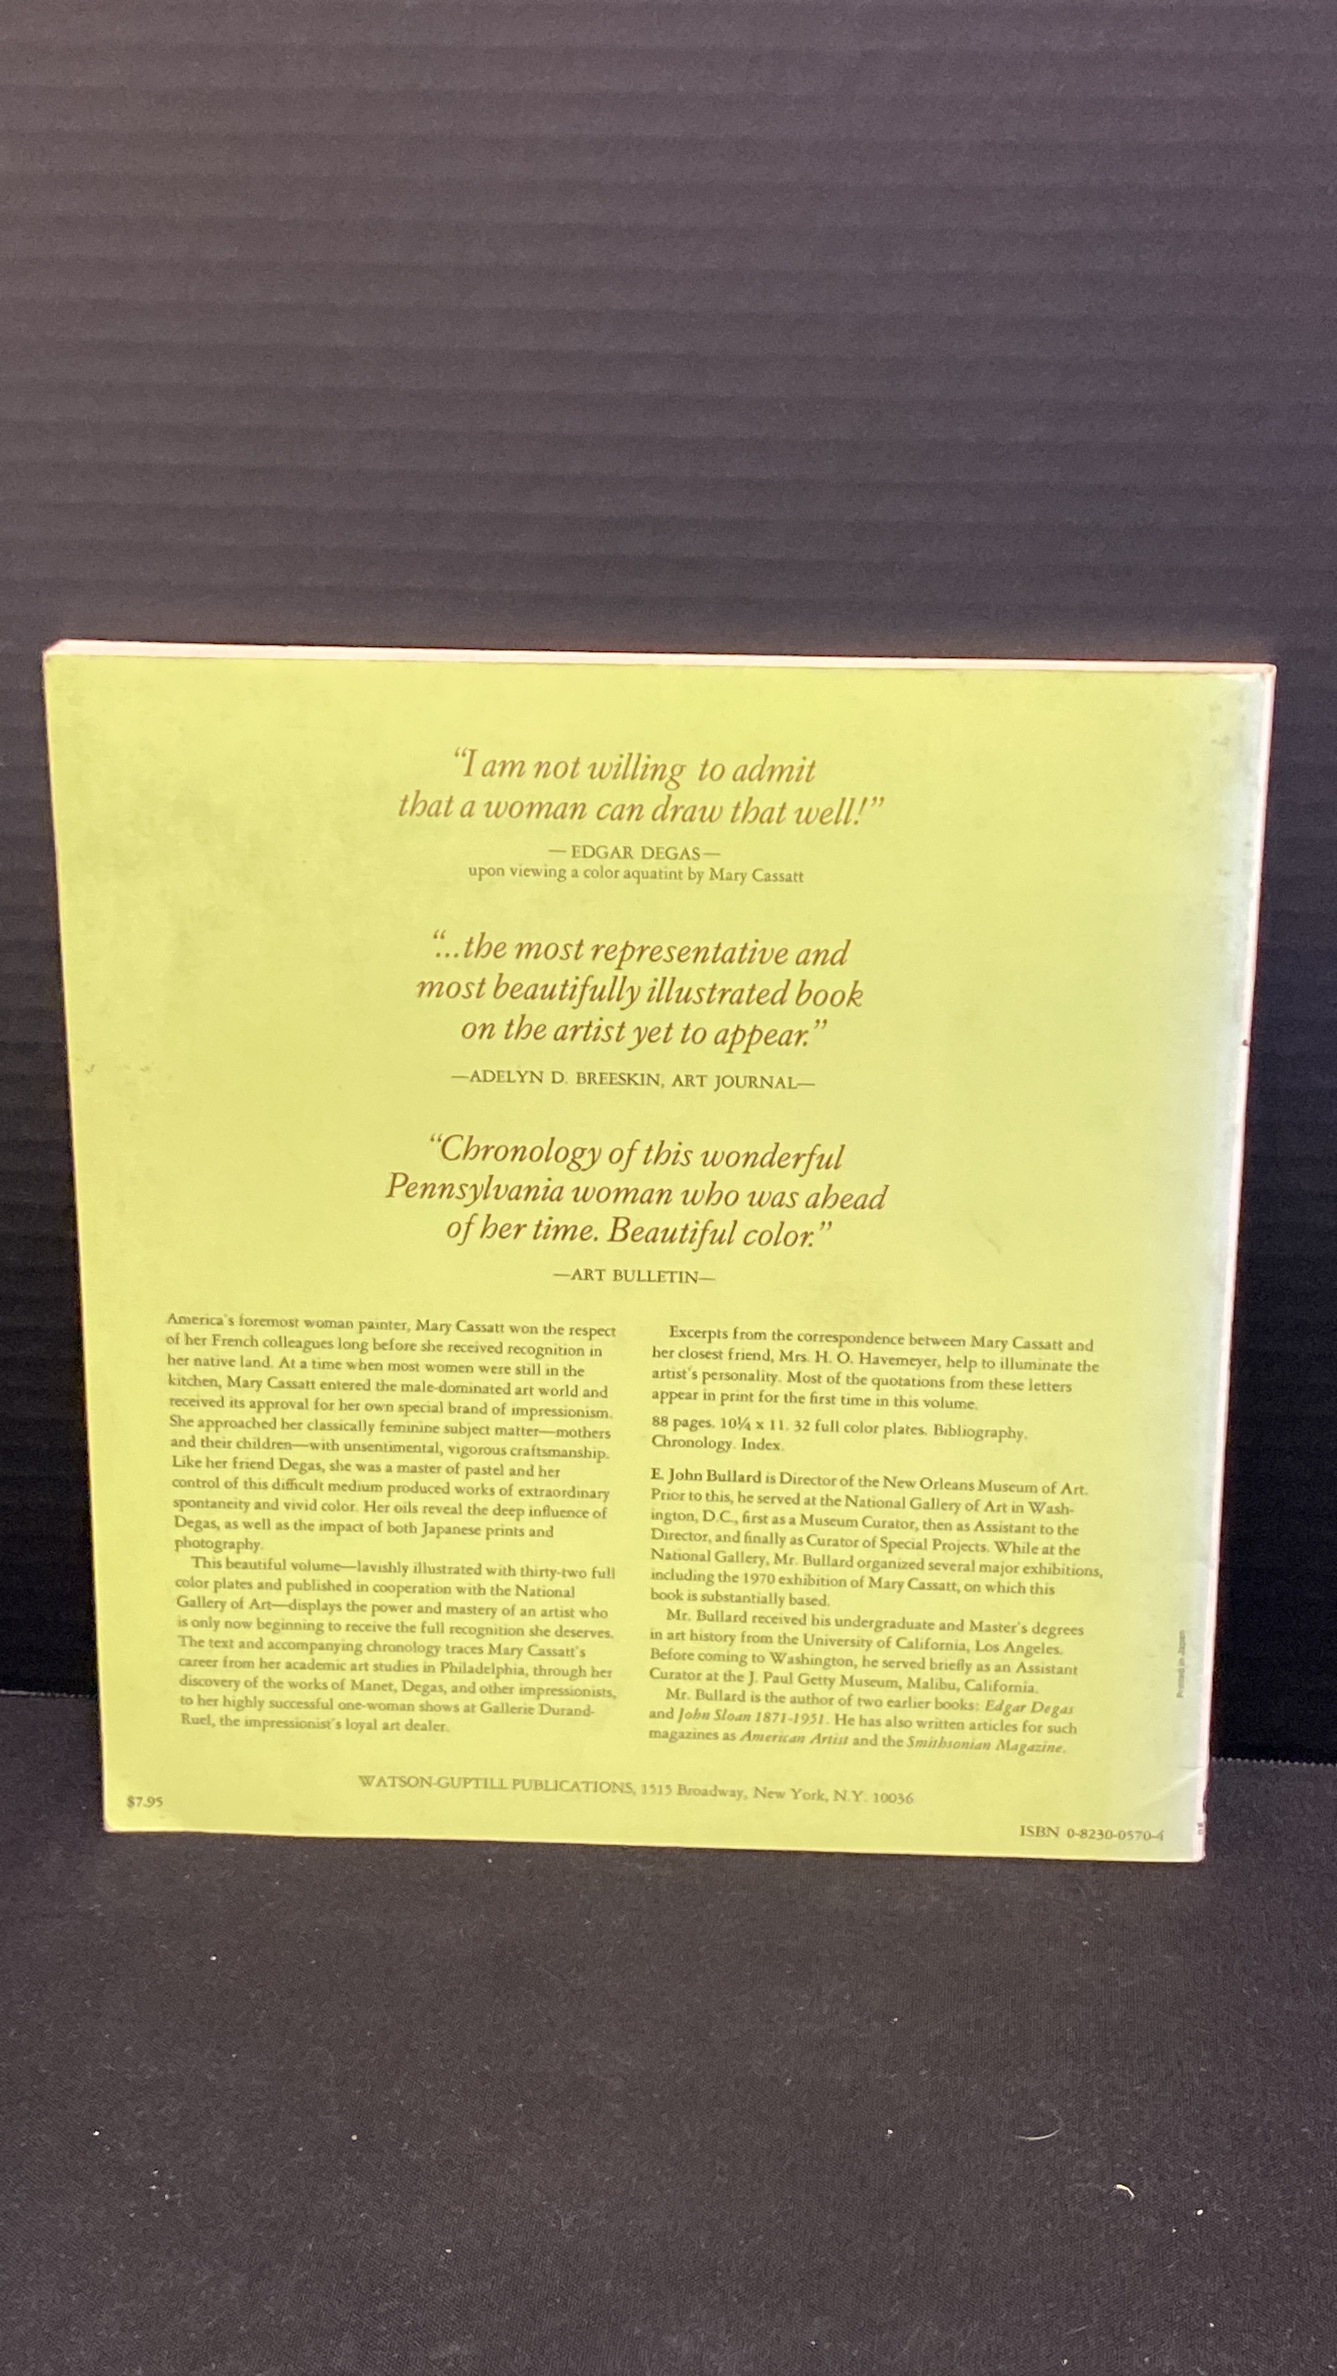 “I am not willing to admit
that a woman can draw that well!”
— EDGAR DEGAS—
upon viewing a color aquatint by Mary Cassatt
“...the most representative and
most beautifully illustrated book
on the artist yet to appear.”
—ADELYN D. BREESKIN, ART JOURNAL—
“Chronology of this wonderful
Pennsylvania woman who was ahead
of her time. Beautiful color.”
—ART BULLETIN—
America's foremost woman painter, Mary Cassatt won the respect
of her French colleagues long before she received recognition in
her native land. At a time when most women were still in the
kitchen, Mary Cassatt entered the male-dominated art world and
received its approval for her own special brand of impressionism.
She approached her classically feminine subject matter—mothers
and their children—with unsentimental, vigorous craftsmanship.
Like her friend Degas, she was a master of pastel and her
control of this difficult medium produced works of extraordinary
spontaneity and vivid color. Her oils reveal the deep influence of
Degas, as well as the impact of both Japanese prints and
photography.
This beautiful volume—lavishly illustrated with thirty-two full
color plates and published in cooperation with the National
Gallery of Art—displays the power and mastery of an artist who
is only now beginning to receive the full recognition she deserves.
The text and accompanying chronology traces Mary Cassatt's
career from her academic art studies in Philadelphia, through her
discovery of the works of Manet, Degas, and other impressionists,
to her highly successful one-woman shows at Gallerie Durand-
Ruel, the impressionist's loyal art dealer.
Excerpts from the correspondence between Mary Cassatt and
her closest friend, Mrs. H. O. Havemeyer, help to illuminate the
artist's personality. Most of the quotations from these letters
appear in print for the first time in this volume.
88 pages. 10¼ x 11. 32 full color plates. Bibliography.
Chronology. Index.
E. John Bullard is Director of the New Orleans Museum of Art.
Prior to this, he served at the National Gallery of Art in Wash-
ington, D.C., first as a Museum Curator, then as Assistant to the
Director, and finally as Curator of Special Projects. While at the
National Gallery, Mr. Bullard organized several major exhibitions,
including the 1970 exhibition of Mary Cassatt, on which this
book is substantially based.
Mr. Bullard received his undergraduate and Master's degrees
in art history from the University of California, Los Angeles.
Before coming to Washington, he served briefly as an Assistant
Curator at the J. Paul Getty Museum, Malibu, California.
Mr. Bullard is the author of two earlier books: Edgar Degas
and John Sloan 1871-1951. He has also written articles for such
magazines as American Artist and the Smithsonian Magazine.
Printed in Japan
WATSON-GUPTILL PUBLICATIONS, 1515 Broadway, New York, N.Y. 10036
$7.95
ISBN 0-8230-0570-4